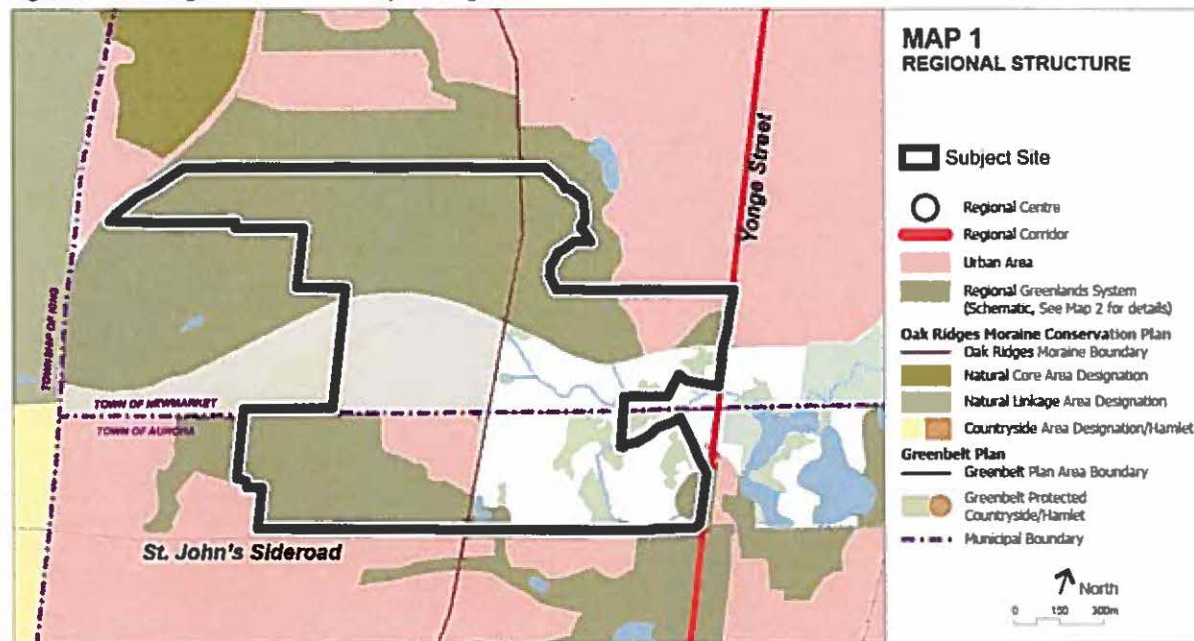 MAP 1
REGIONAL STRUCTURE
Subject Site
Regional Centre
Regional Corridor
Urban Area
Regional Greenlands System
(Schematic, See Map 2 for details)
Oak Ridges Moraine Conservation Plan
Oak Ridges Moraine Boundary
Natural Core Area Designation
Natural Linkage Area Designation
Countryside Area Designation/Hamlet
Greenbelt Plan
Greenbelt Plan Area Boundary
Greenbelt Protected
Countryside/Hamlet
Municipal Boundary
North
0 150 300m
Yonge Street
TOWNSHIP OF KING
TOWN OF NEWMARKET
TOWN OF AURORA
St. John's Sideroad